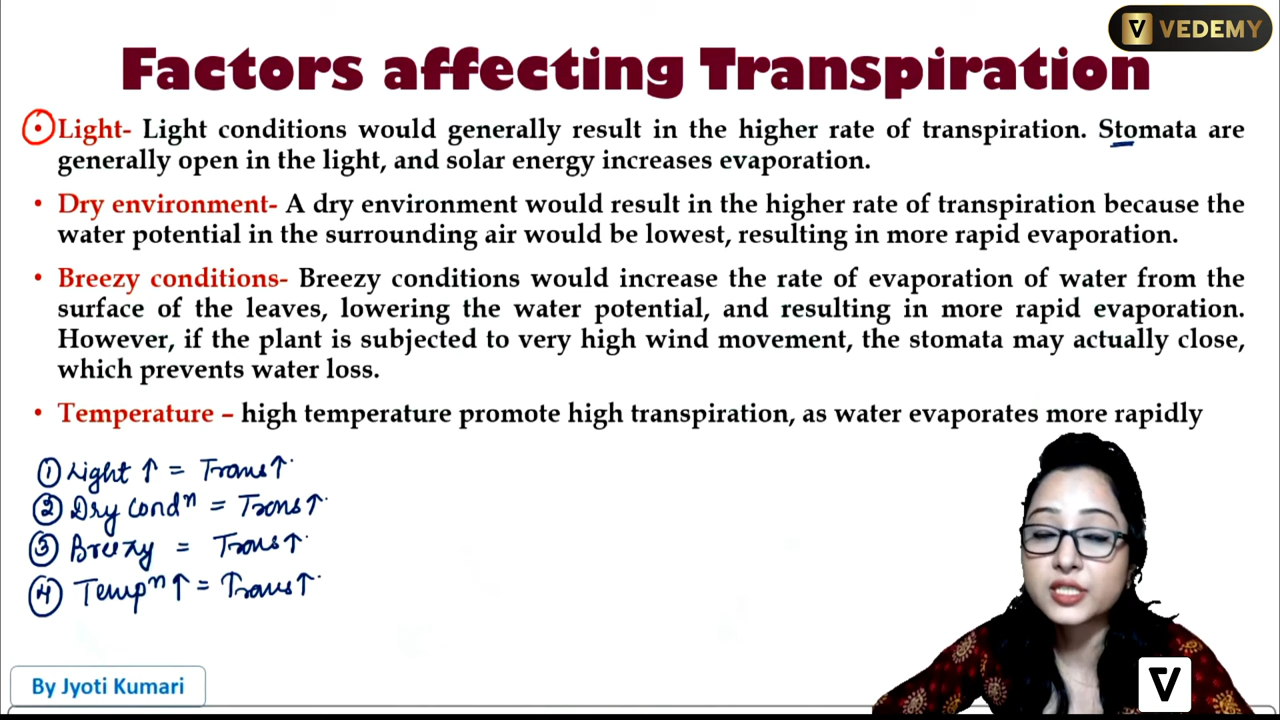 VEDEMY
Factors affecting Transpiration
• Light- Light conditions would generally result in the higher rate of transpiration. Stomata are
generally open in the light, and solar energy increases evaporation.
• Dry environment- A dry environment would result in the higher rate of transpiration because the
water potential in the surrounding air would be lowest, resulting in more rapid evaporation.
• Breezy conditions- Breezy conditions would increase the rate of evaporation of water from the
surface of the leaves, lowering the water potential, and resulting in more rapid evaporation.
However, if the plant is subjected to very high wind movement, the stomata may actually close,
which prevents water loss.
• Temperature – high temperature promote high transpiration, as water evaporates more rapidly
① Light ↑ = Trans ↑
② Dry Condⁿ = Trans ↑
③ Breezy = Trans ↑
④ Tempⁿ ↑ = Trans ↑
By Jyoti Kumari